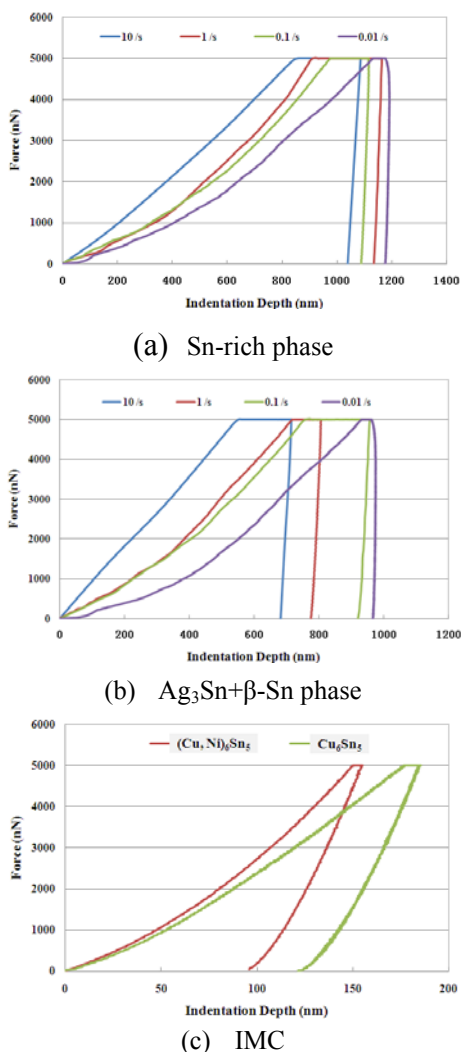 10 /s 1 /s 0.1 /s 0.01 /s
6000
5000
4000
3000
2000
1000
0
Force (nN)
0 200 400 600 800 1000 1200 1400
Indentation Depth (nm)
(a) Sn-rich phase
10 /s 1 /s 0.1 /s 0.01 /s
6000
5000
4000
3000
2000
1000
0
Force (nN)
0 200 400 600 800 1000 1200
Indentation Depth (nm)
(b) Ag₃Sn+β-Sn phase
(Cu, Ni)₆Sn₅ Cu₆Sn₅
6000
5000
4000
3000
2000
1000
0
Force (nN)
0 50 100 150 200
Indentation Depth (nm)
(c) IMC